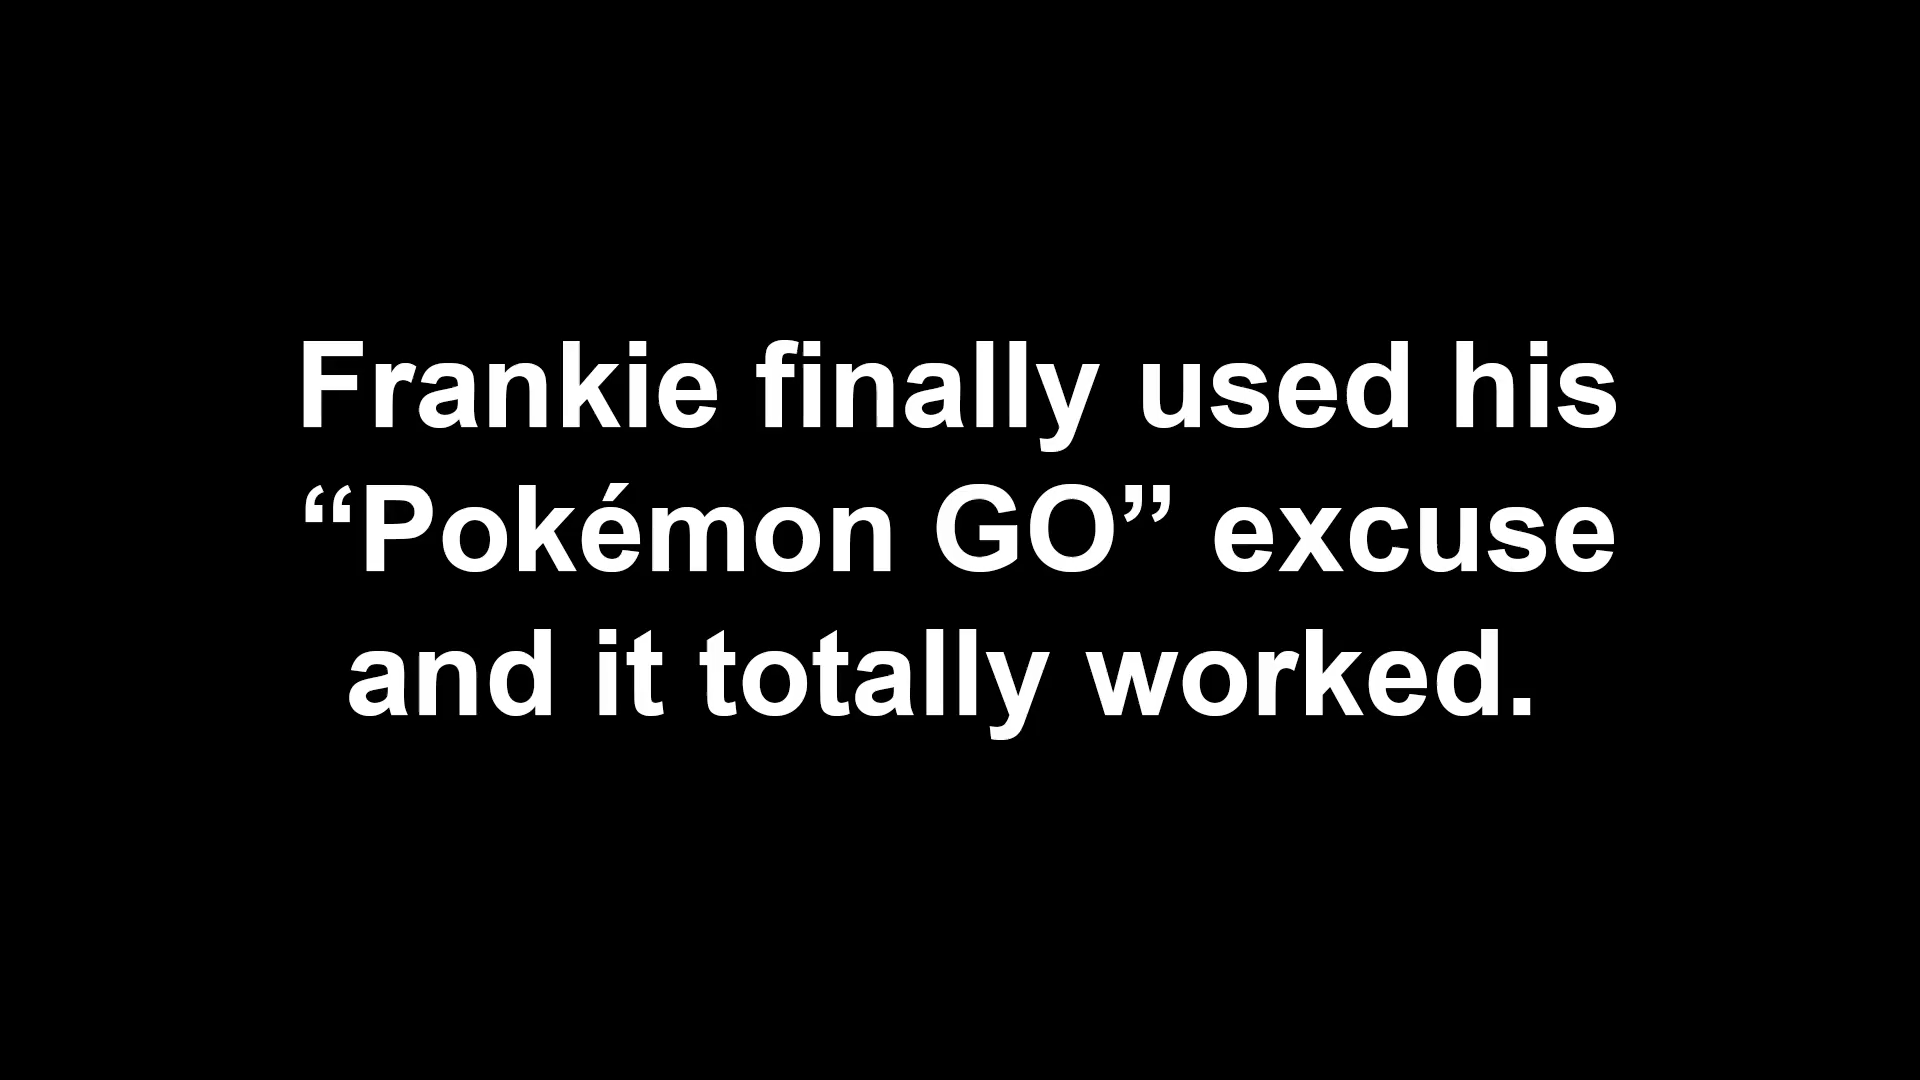 Frankie finally used his
“Pokémon GO” excuse
and it totally worked.